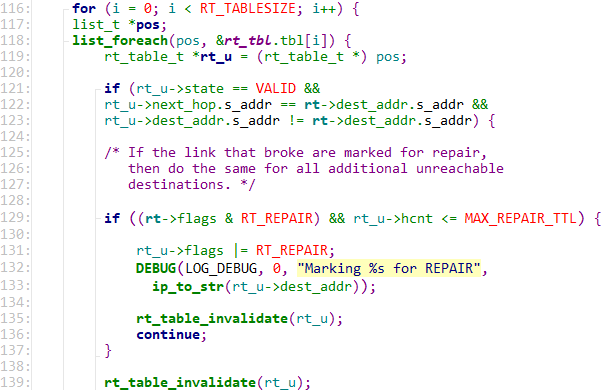 116: for (i = 0; i < RT_TABLESIZE; i++) {
117: list_t *pos;
118: list_foreach(pos, &rt_tbl.tbl[i]) {
119: rt_table_t *rt_u = (rt_table_t *) pos;
120:
121: if (rt_u->state == VALID &&
122: rt_u->next_hop.s_addr == rt->dest_addr.s_addr &&
123: rt_u->dest_addr.s_addr != rt->dest_addr.s_addr) {
124:
125: /* If the link that broke are marked for repair,
126: then do the same for all additional unreachable
127: destinations. */
128:
129: if ((rt->flags & RT_REPAIR) && rt_u->hcnt <= MAX_REPAIR_TTL) {
130:
131: rt_u->flags |= RT_REPAIR;
132: DEBUG(LOG_DEBUG, 0, "Marking %s for REPAIR",
133: ip_to_str(rt_u->dest_addr));
134:
135: rt_table_invalidate(rt_u);
136: continue;
137: }
138:
139: rt_table_invalidate(rt_u);